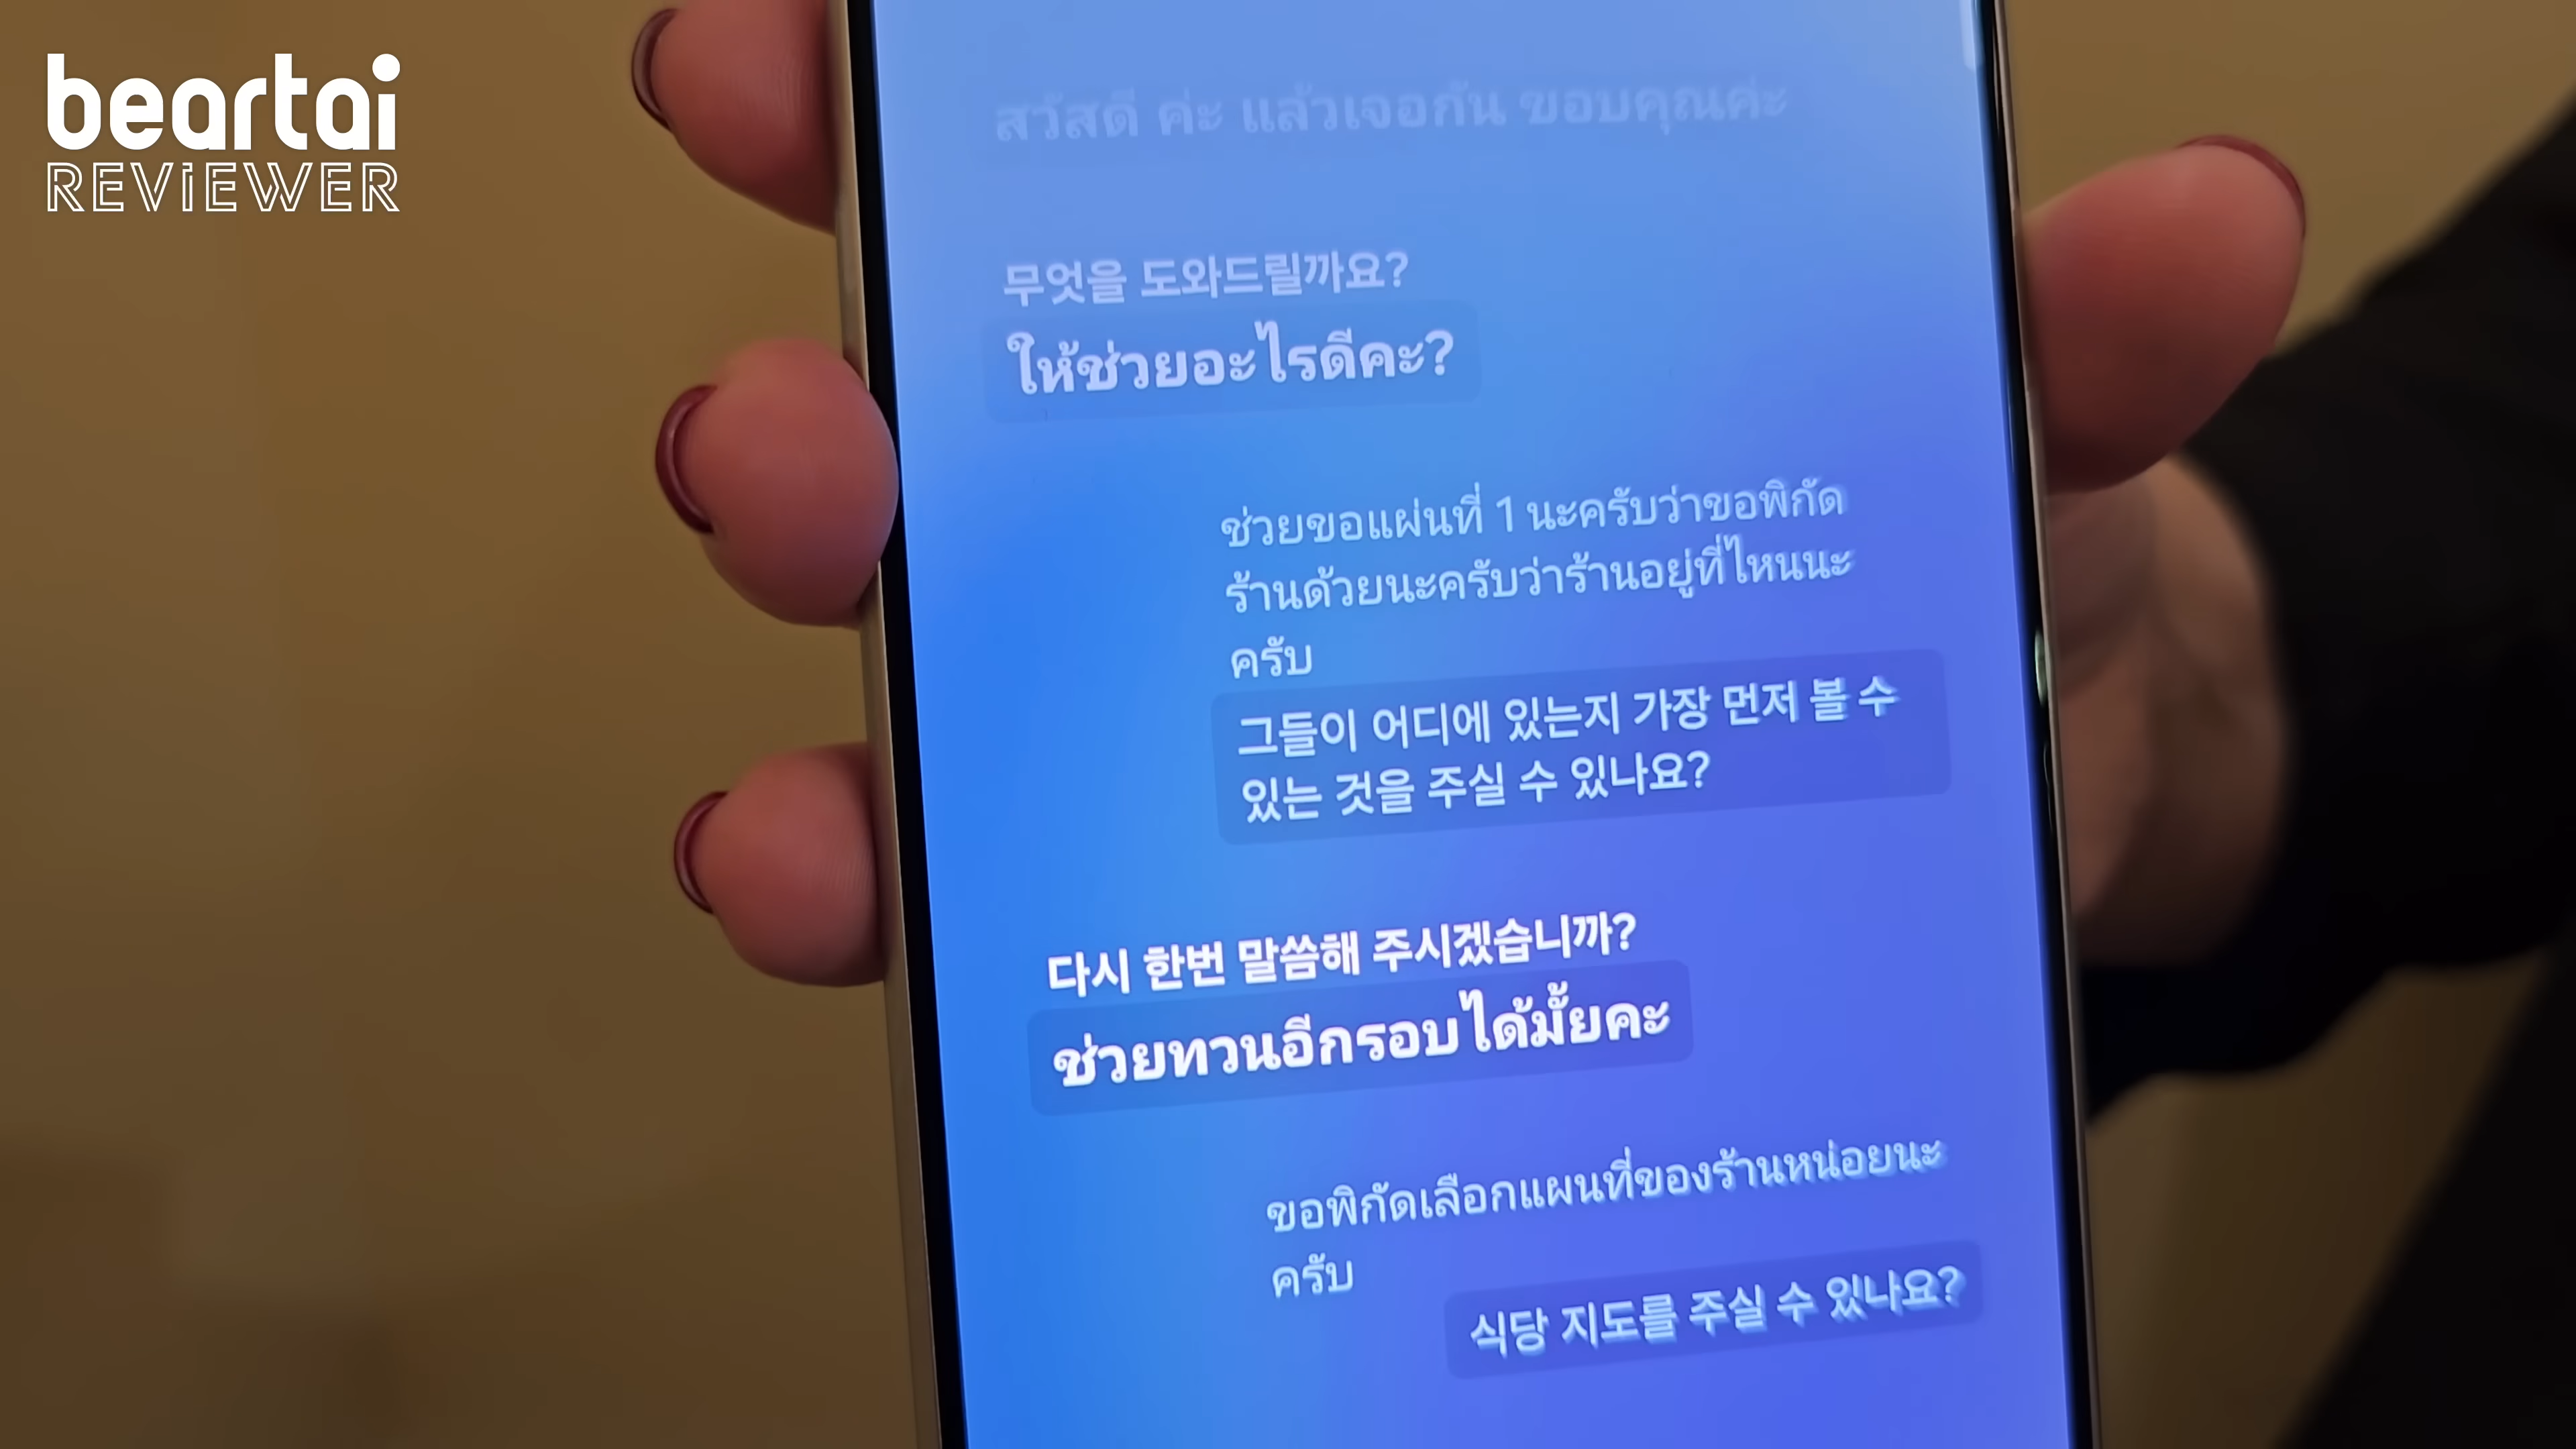 beartai
REViEWER
สวัสดี ค่ะ แล้วเจอกัน ขอบคุณค่ะ
무엇을 도와드릴까요?
ให้ช่วยอะไรดีคะ?
ช่วยขอแผ่นที่ 1 นะครับว่าขอพิกัด
ร้านด้วยนะครับว่าร้านอยู่ที่ไหนนะ
ครับ
그들이 어디에 있는지 가장 먼저 볼 수
있는 것을 주실 수 있나요?
다시 한번 말씀해 주시겠습니까?
ช่วยทวนอีกรอบได้มั้ยคะ
ขอพิกัดเลือกแผนที่ของร้านหน่อยนะ
ครับ
식당 지도를 주실 수 있나요?